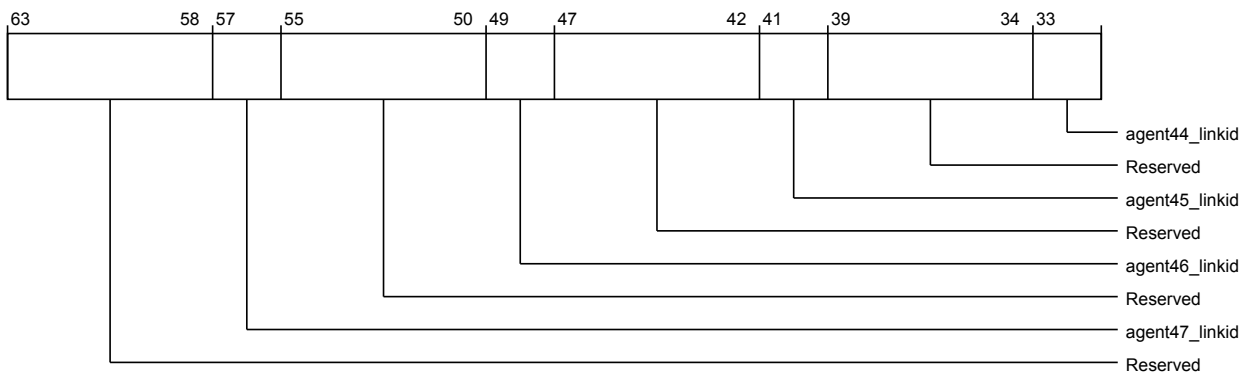 63 58 57 55 50 49 47 42 41 39 34 33
agent44_linkid
Reserved
agent45_linkid
Reserved
agent46_linkid
Reserved
agent47_linkid
Reserved